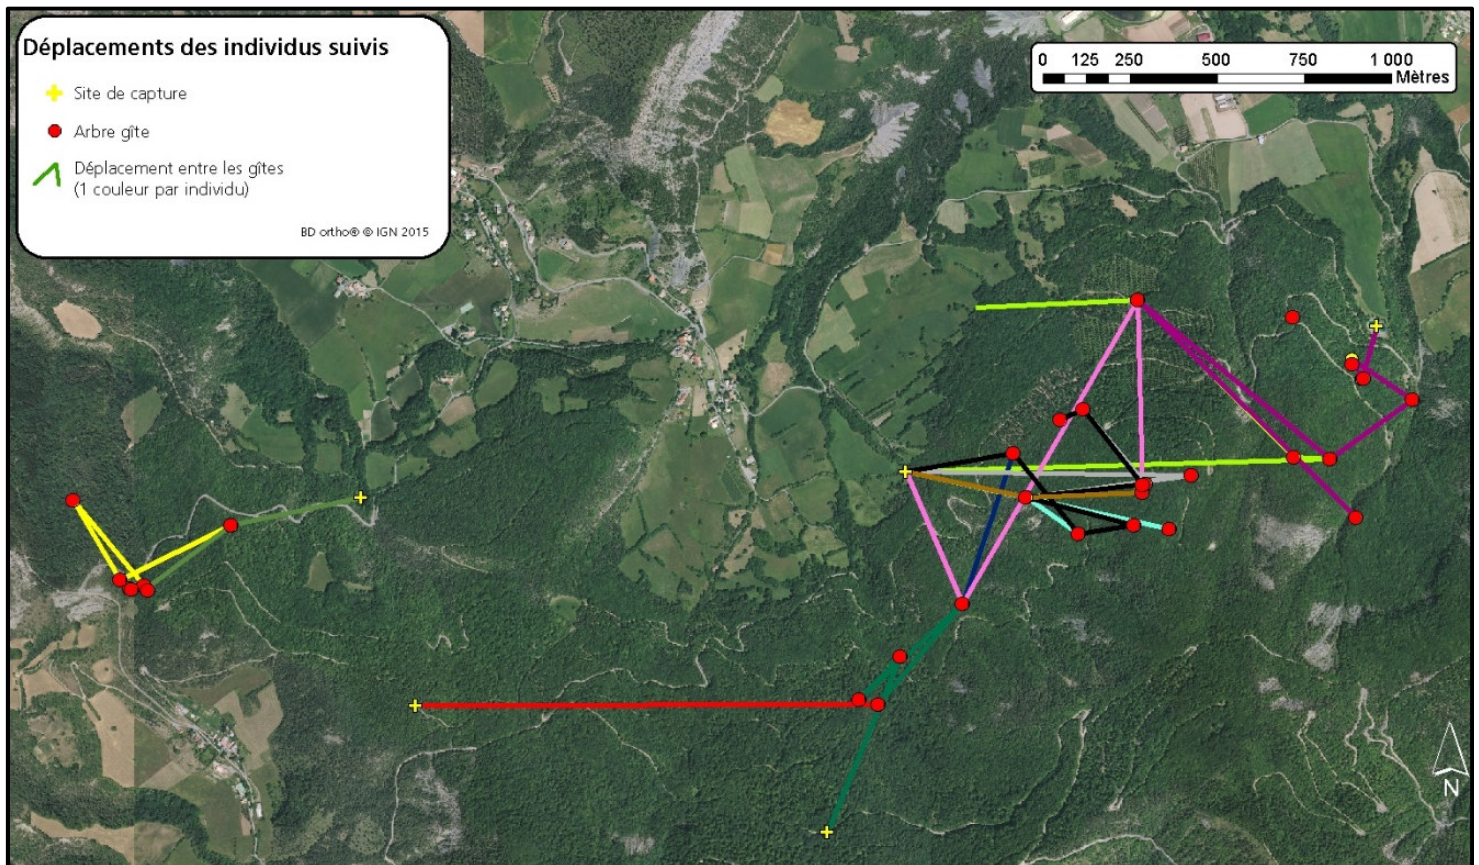 Déplacements des individus suivis
Site de capture
Arbre gîte
Déplacement entre les gîtes
(1 couleur par individu)
BD ortho® © IGN 2015
0 125 250 500 750 1 000
Mètres
N